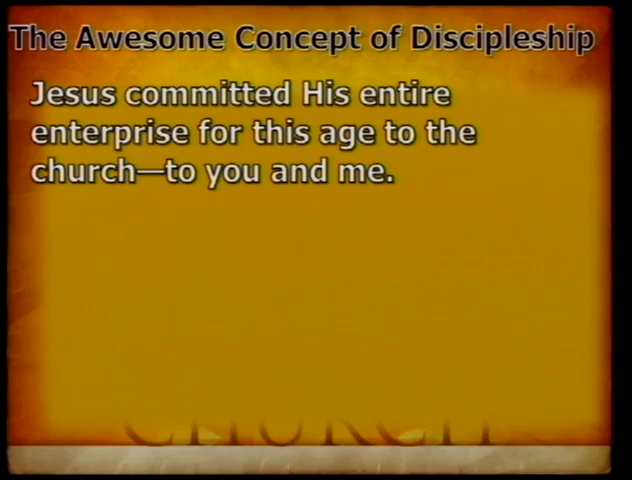 The Awesome Concept of Discipleship
Jesus committed His entire
enterprise for this age to the
church—to you and me.
CHURCH